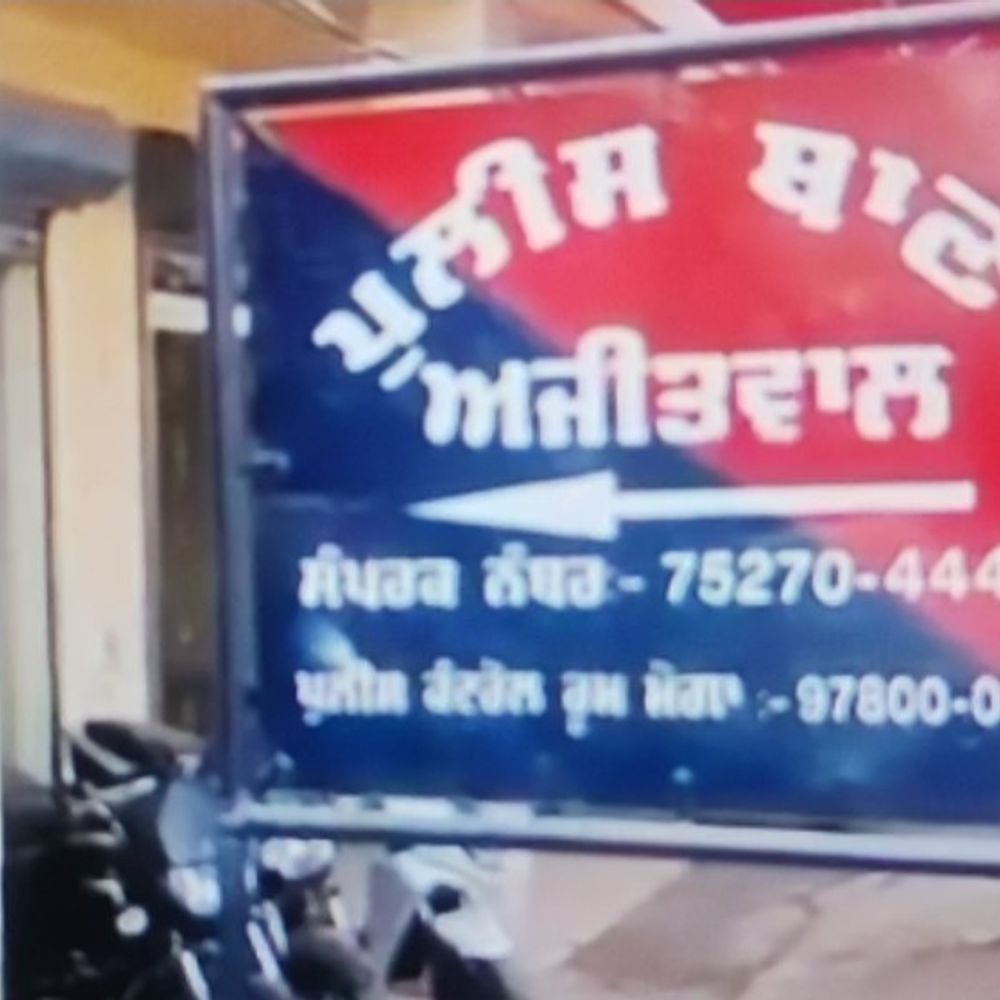 ਪੁਲੀਸ ਥਾਣਾ
ਅਜੀਤਵਾਲ
ਸੰਪਰਕ ਨੰਬਰ:- 75270-444
ਪੁਲੀਸ ਕੰਟਰੋਲ ਰੂਮ ਮੋਗਾ :-97800-0